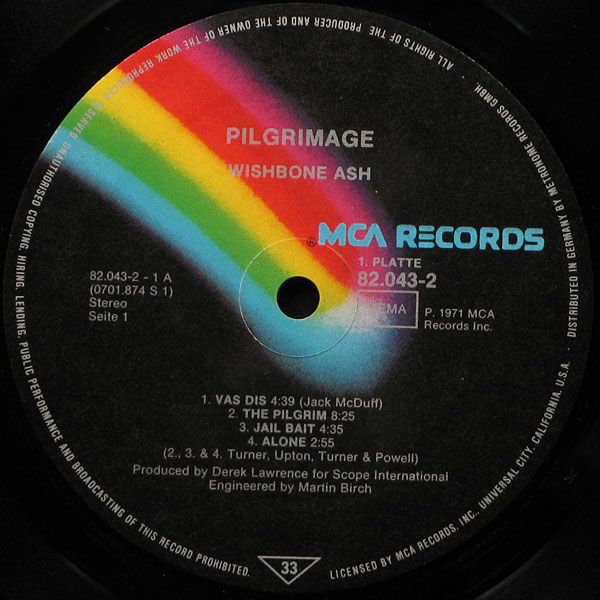 PILGRIMAGE
WISHBONE ASH
® MCA RECORDS
1. PLATTE
82.043-2
82.043-2 - 1 A
(0701.874 S 1)
Stereo
Seite 1
P. 1971 MCA
Records Inc.
1. VAS DIS 4:39 (Jack McDuff)
2. THE PILGRIM 8:25
3. JAIL BAIT 4:35
4. ALONE 2:55
(2., 3. & 4. Turner, Upton, Turner & Powell)
Produced by Derek Lawrence for Scope International
Engineered by Martin Birch
33
ALL RIGHTS OF THE PRODUCER AND OF THE OWNER OF THE WORK REPRODUCED RESERVED UNAUTHORISED COPYING, HIRING, LENDING, PUBLIC PERFORMANCE AND BROADCASTING OF THIS RECORD PROHIBITED.
LICENSED BY MCA RECORDS, INC., UNIVERSAL CITY, CALIFORNIA, U.S.A. DISTRIBUTED IN GERMANY BY METRONOME RECORDS GMBH.